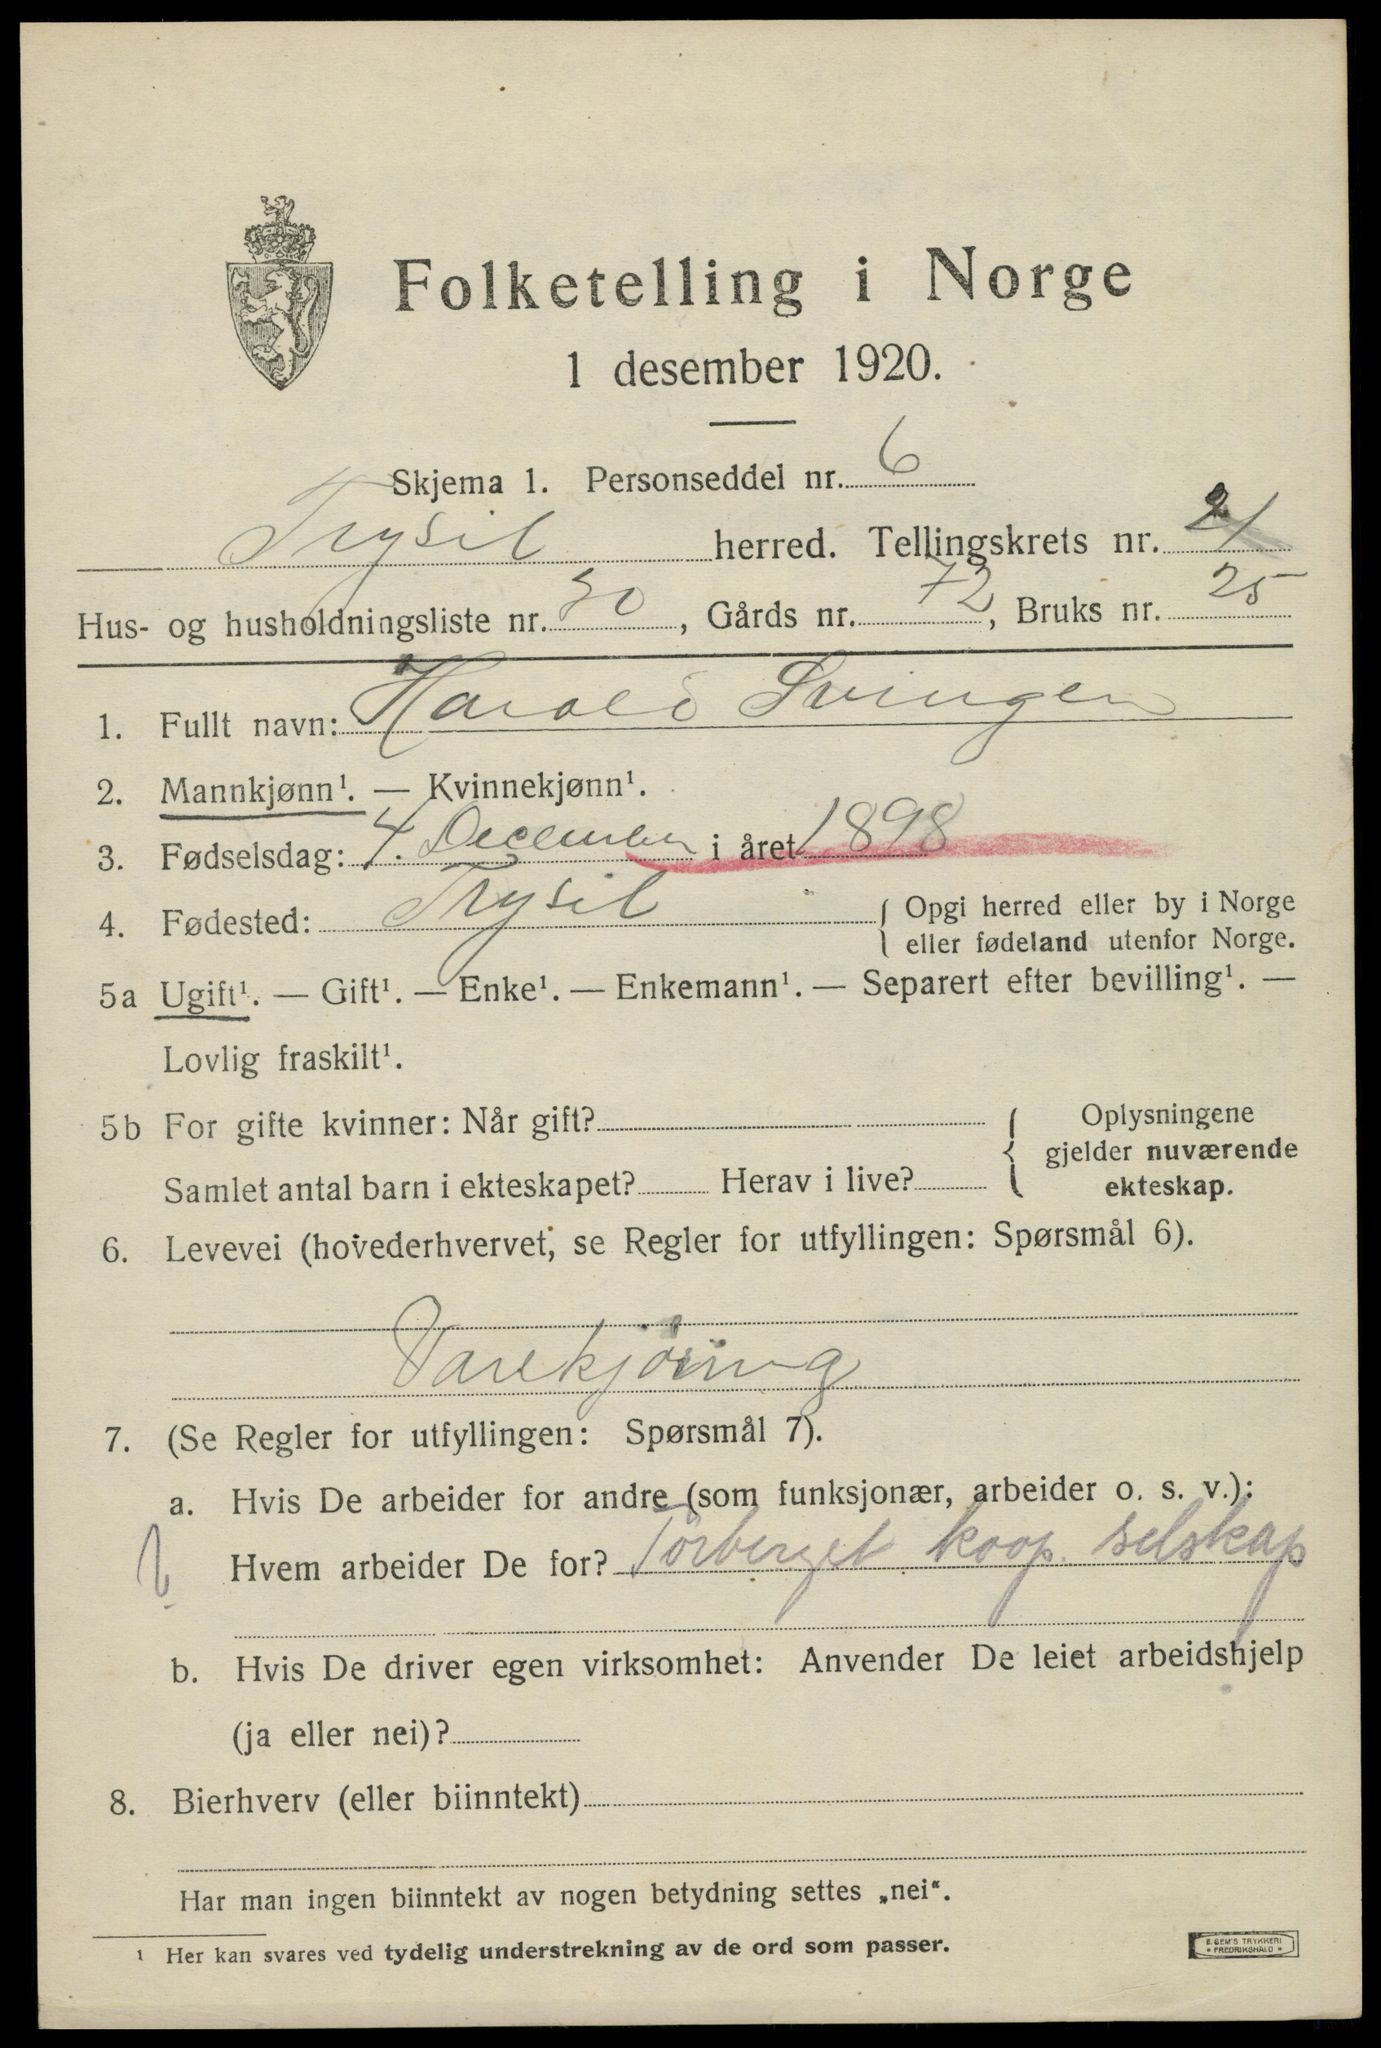 Folketelling i Norge
1 desember 1920.
Skjema 1. Personseddel nr. 6
Trysil herred. Tellingskrets nr. 2
Hus- og husholdningsliste nr. 30, Gårds nr. 72, Bruks nr. 25
1. Fullt navn: Harald Svingen
2. Mannkjønn¹. — Kvinnekjønn¹.
3. Fødselsdag: 4. December i året 1898
4. Fødested: Trysil { Opgi herred eller by i Norge
eller fødeland utenfor Norge.
5a Ugift¹. — Gift¹. — Enke¹. — Enkemann¹. — Separert efter bevilling¹. —
Lovlig fraskilt¹.
5b For gifte kvinner: Når gift? { Oplysningene
gjelder nuværende
Samlet antal barn i ekteskapet? Herav i live? ekteskap.
6. Levevei (hovederhvervet, se Regler for utfyllingen: Spørsmål 6).
Varekjöring
7. (Se Regler for utfyllingen: Spørsmål 7).
a. Hvis De arbeider for andre (som funksjonær, arbeider o. s. v.):
Hvem arbeider De for? Törberget koop. selskap
b. Hvis De driver egen virksomhet: Anvender De leiet arbeidshjelp
(ja eller nei)?
8. Bierhverv (eller biinntekt)
Har man ingen biinntekt av nogen betydning settes „nei“.
¹ Her kan svares ved tydelig understrekning av de ord som passer.
E. SEM'S TRYKKERI
• FREDRIKSHALD •